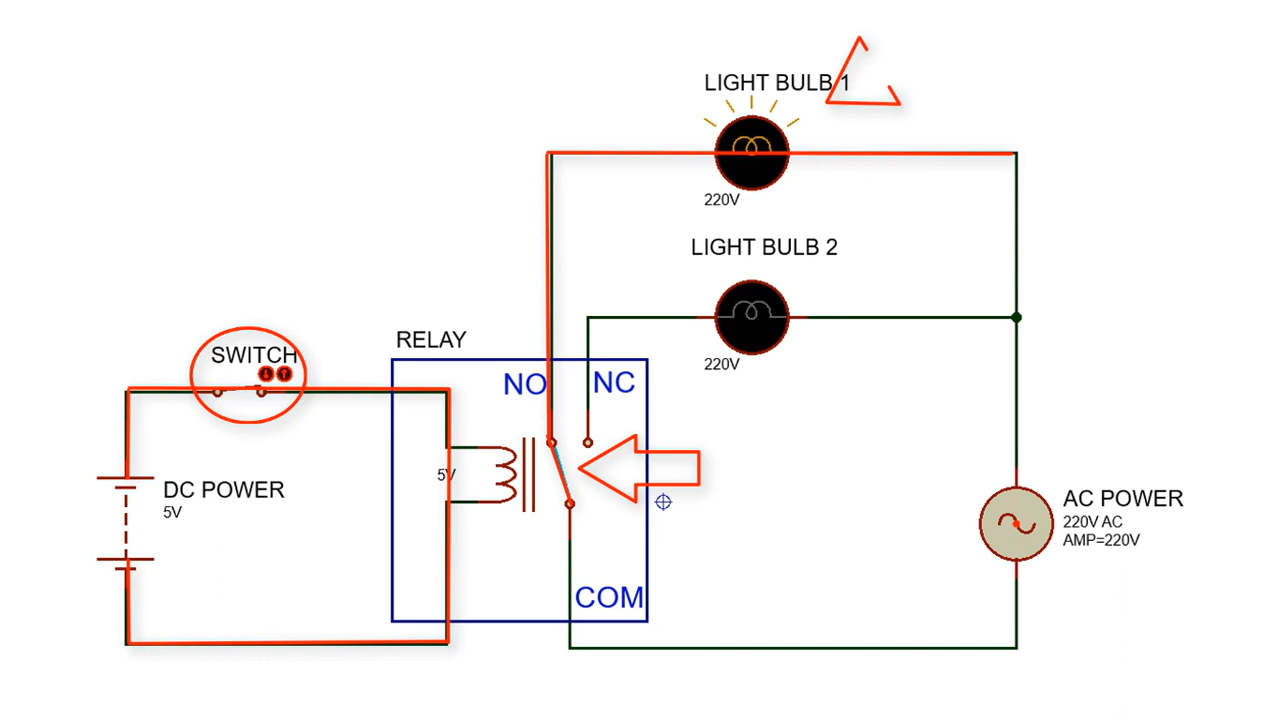 LIGHT BULB 1
220V
LIGHT BULB 2
220V
SWITCH
RELAY
NO
NC
5V
DC POWER
5V
COM
AC POWER
220V AC
AMP=220V